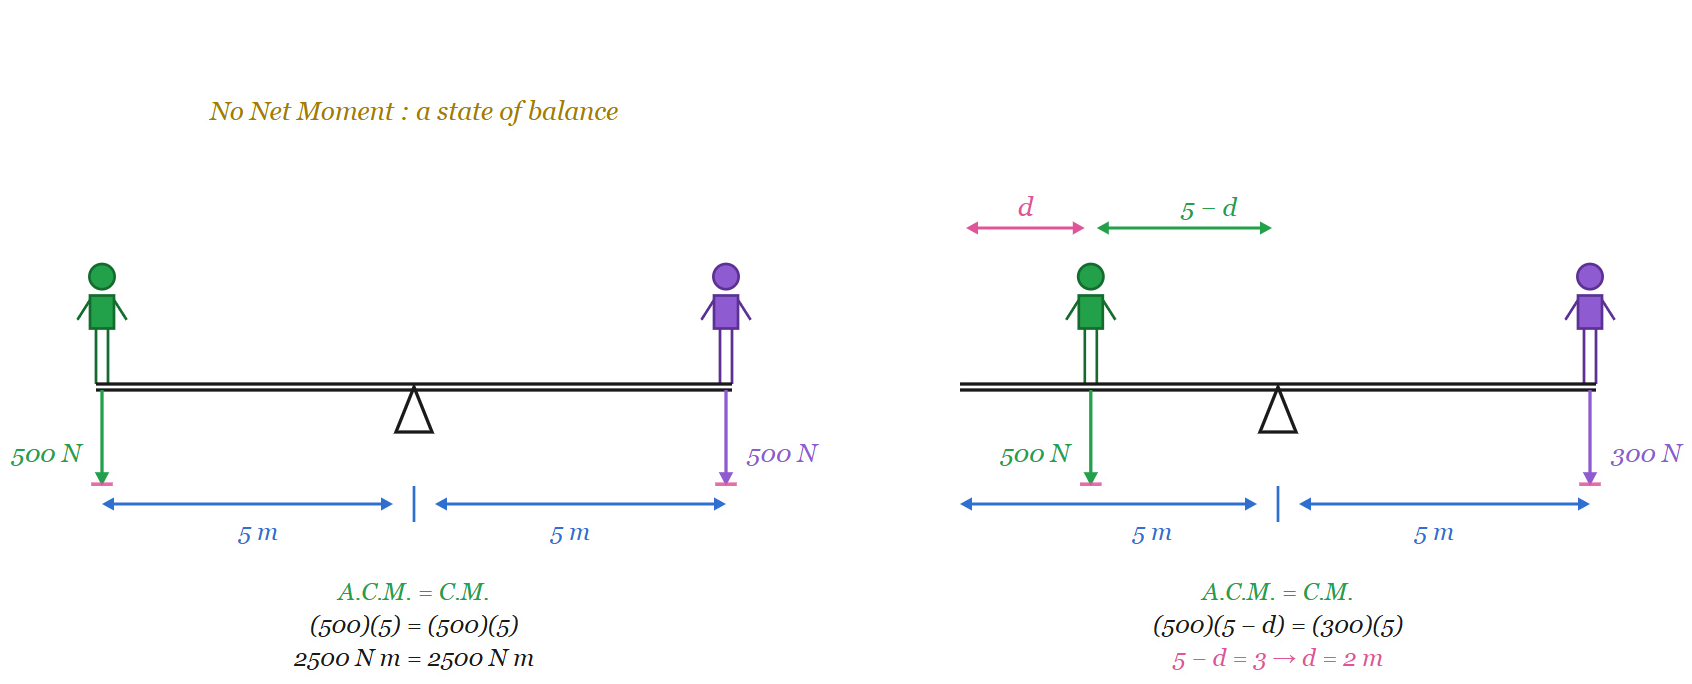 No Net Moment : a state of balance
500 N
500 N
5 m
5 m
A.C.M. = C.M.
(500)(5) = (500)(5)
2500 N m = 2500 N m
d
5 – d
500 N
300 N
5 m
5 m
A.C.M. = C.M.
(500)(5 – d) = (300)(5)
5 – d = 3 → d = 2 m